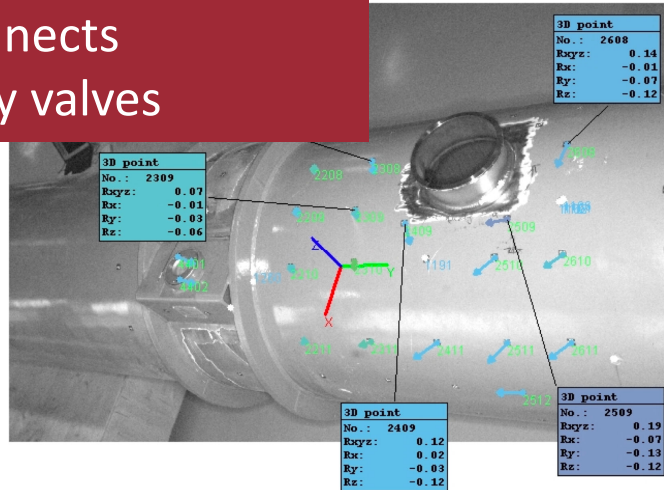 nects
y valves
3D point
No.: 2608
Rxyz: 0.14
Rx: -0.01
Ry: -0.07
Rz: -0.12
3D point
No.: 2309
Rxyz: 0.07
Rx: -0.01
Ry: -0.03
Rz: -0.06
2208
2409
2509
1191
2510
2610
Z
Y
X
2411
2511
2611
2512
3D point
No.: 2409
Rxyz: 0.12
Rx: 0.02
Ry: -0.03
Rz: -0.12
3D point
No.: 2509
Rxyz: 0.19
Rx: -0.07
Ry: -0.13
Rz: -0.12